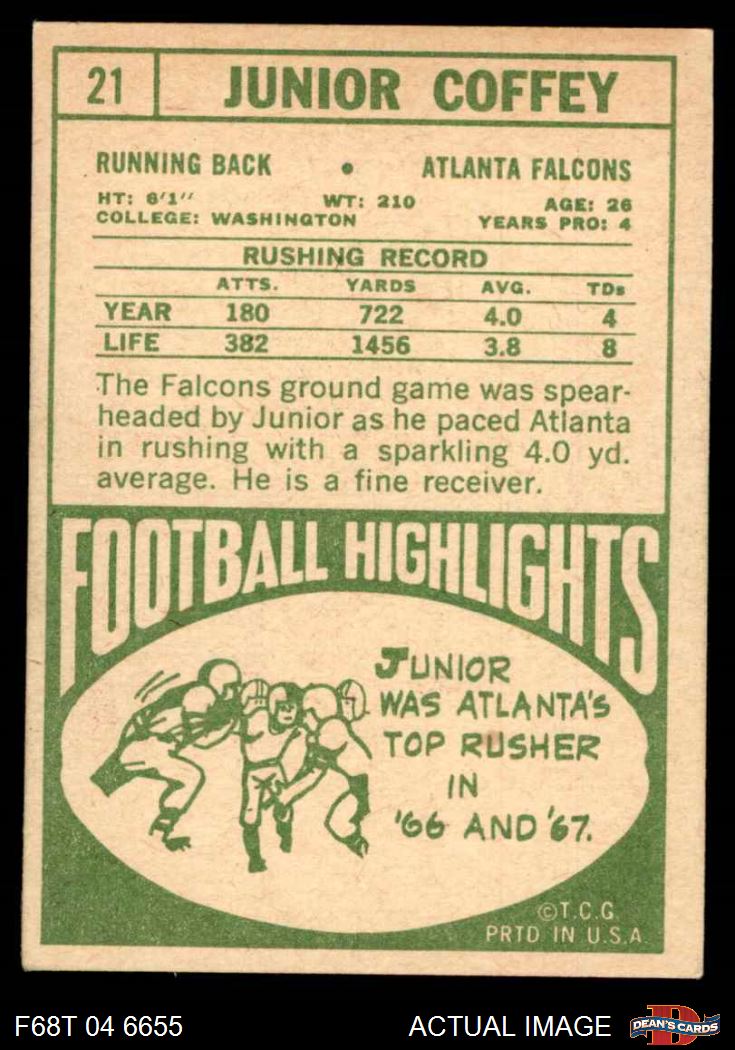 21 JUNIOR COFFEY
RUNNING BACK • ATLANTA FALCONS
HT: 6'1" WT: 210 AGE: 26
COLLEGE: WASHINGTON YEARS PRO: 4
RUSHING RECORD
ATTS. YARDS AVG. TDs
YEAR 180 722 4.0 4
LIFE 382 1456 3.8 8
The Falcons ground game was spear-
headed by Junior as he paced Atlanta
in rushing with a sparkling 4.0 yd.
average. He is a fine receiver.
FOOTBALL HIGHLIGHTS
JUNIOR
WAS ATLANTA'S
TOP RUSHER
IN
'66 AND '67.
©T.C.G.
PRTD IN U.S.A.
F68T 04 6655 ACTUAL IMAGE DEAN'S CARDS